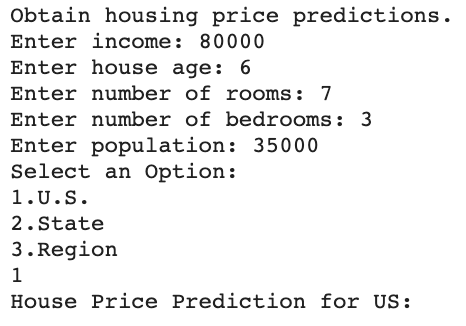 Obtain housing price predictions.
Enter income: 80000
Enter house age: 6
Enter number of rooms: 7
Enter number of bedrooms: 3
Enter population: 35000
Select an Option:
1.U.S.
2.State
3.Region
1
House Price Prediction for US: